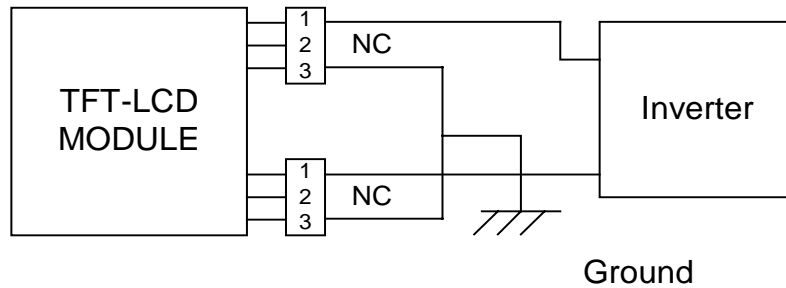 TFT-LCD
MODULE
1
2
3
NC
1
2
3
NC
Inverter
Ground